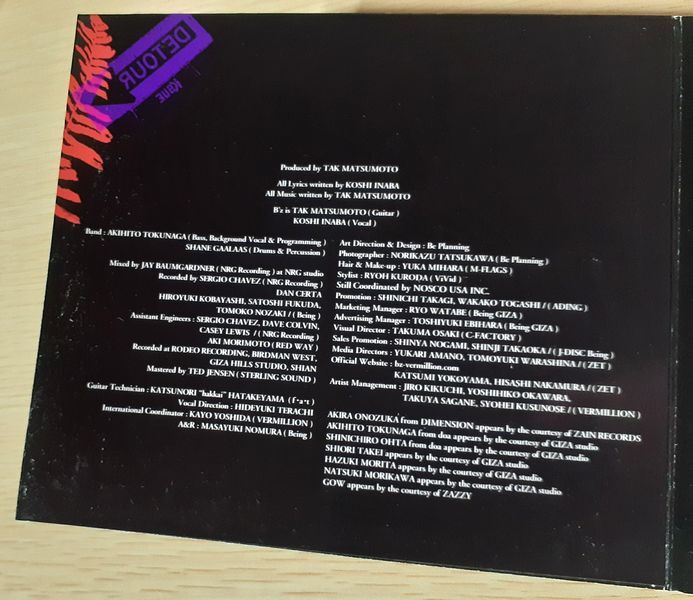 DETOUR
Kane
Produced by TAK MATSUMOTO
All Lyrics written by KOSHI INABA
All Music written by TAK MATSUMOTO
B'z is TAK MATSUMOTO ( Guitar )
KOSHI INABA ( Vocal )
Band : AKIHITO TOKUNAGA ( Bass, Background Vocal & Programming )
SHANE GAALAAS ( Drums & Percussion )
Mixed by JAY BAUMGARDNER ( NRG Recording ) at NRG studio
Recorded by SERGIO CHAVEZ ( NRG Recording )
DAN CERTA
HIROYUKI KOBAYASHI, SATOSHI FUKUDA,
TOMOKO NOZAKI / ( Being )
Assistant Engineers : SERGIO CHAVEZ, DAVE COLVIN,
CASEY LEWIS / ( NRG Recording )
AKI MORIMOTO ( RED WAY )
Recorded at RODEO RECORDING, BIRDMAN WEST,
GIZA HILLS STUDIO, SHIAN
Mastered by TED JENSEN ( STERLING SOUND )
Guitar Technician : KATSUNORI "hakkai" HATAKEYAMA ( f*a*t )
Vocal Direction : HIDEYUKI TERACHI
International Coordinator : KAYO YOSHIDA ( VERMILLION )
A&R : MASAYUKI NOMURA ( Being )
Art Direction & Design : Be Planning
Photographer : NORIKAZU TATSUKAWA ( Be Planning )
Hair & Make-up : YUKA MIHARA ( M-FLAGS )
Stylist : RYOH KURODA ( ViVid )
Still Coordinated by NOSCO USA INC.
Promotion : SHINICHI TAKAGI, WAKAKO TOGASHI / ( ADING )
Marketing Manager : RYO WATABE ( Being GIZA )
Advertising Manager : TOSHIYUKI EBIHARA ( Being GIZA )
Visual Director : TAKUMA OSAKI ( C-FACTORY )
Sales Promotion : SHINYA NOGAMI, SHINJI TAKAOKA / ( J-DISC Being )
Media Directors : YUKARI AMANO, TOMOYUKI WARASHINA / ( ZET )
Official Website : bz-vermillion.com
KATSUMI YOKOYAMA, HISASHI NAKAMURA / ( ZET )
Artist Management : JIRO KIKUCHI, YOSHIHIKO OKAWARA,
TAKUYA SAGANE, SYOHEI KUSUNOSE / ( VERMILLION )
AKIRA ONOZUKA from DIMENSION appears by the courtesy of ZAIN RECORDS
AKIHITO TOKUNAGA from doa appears by the courtesy of GIZA studio
SHINICHIRO OHTA from doa appears by the courtesy of GIZA studio
SHIORI TAKEI appears by the courtesy of GIZA studio
HAZUKI MORITA appears by the courtesy of GIZA studio
NATSUKI MORIKAWA appears by the courtesy of GIZA studio
GOW appears by the courtesy of ZAZZY